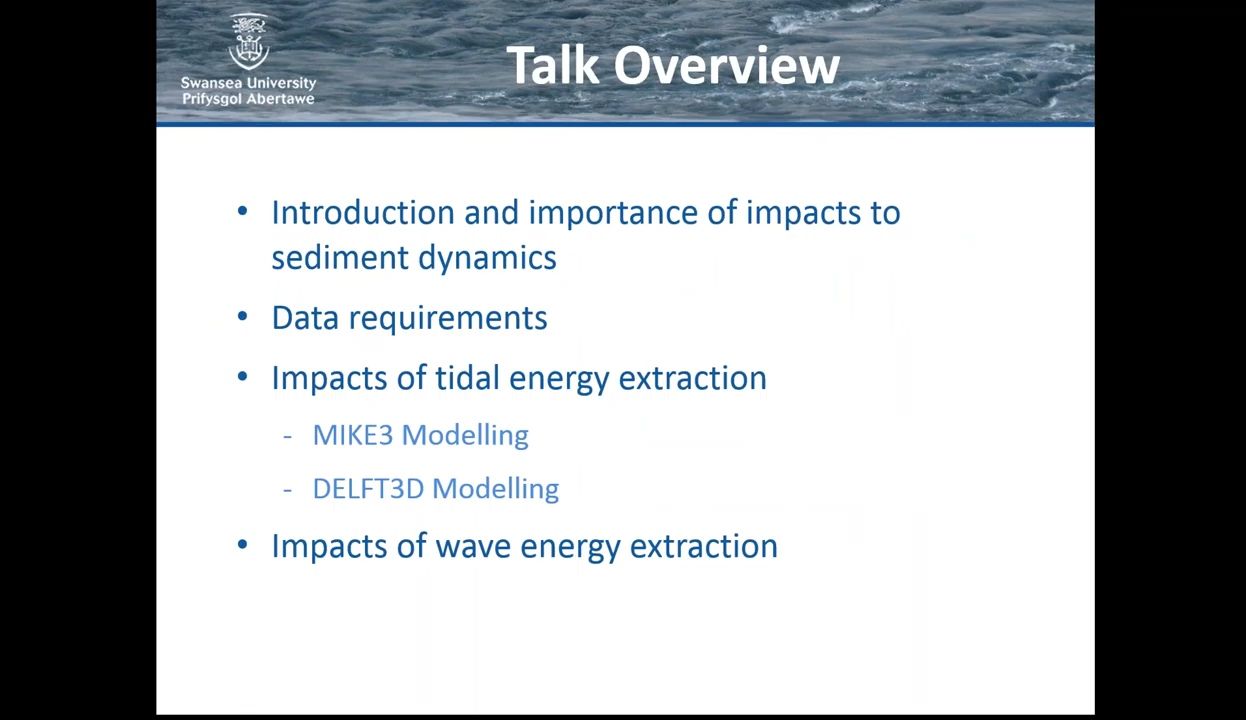 Swansea University
Prifysgol Abertawe
Talk Overview
• Introduction and importance of impacts to
sediment dynamics
• Data requirements
• Impacts of tidal energy extraction
- MIKE3 Modelling
- DELFT3D Modelling
• Impacts of wave energy extraction